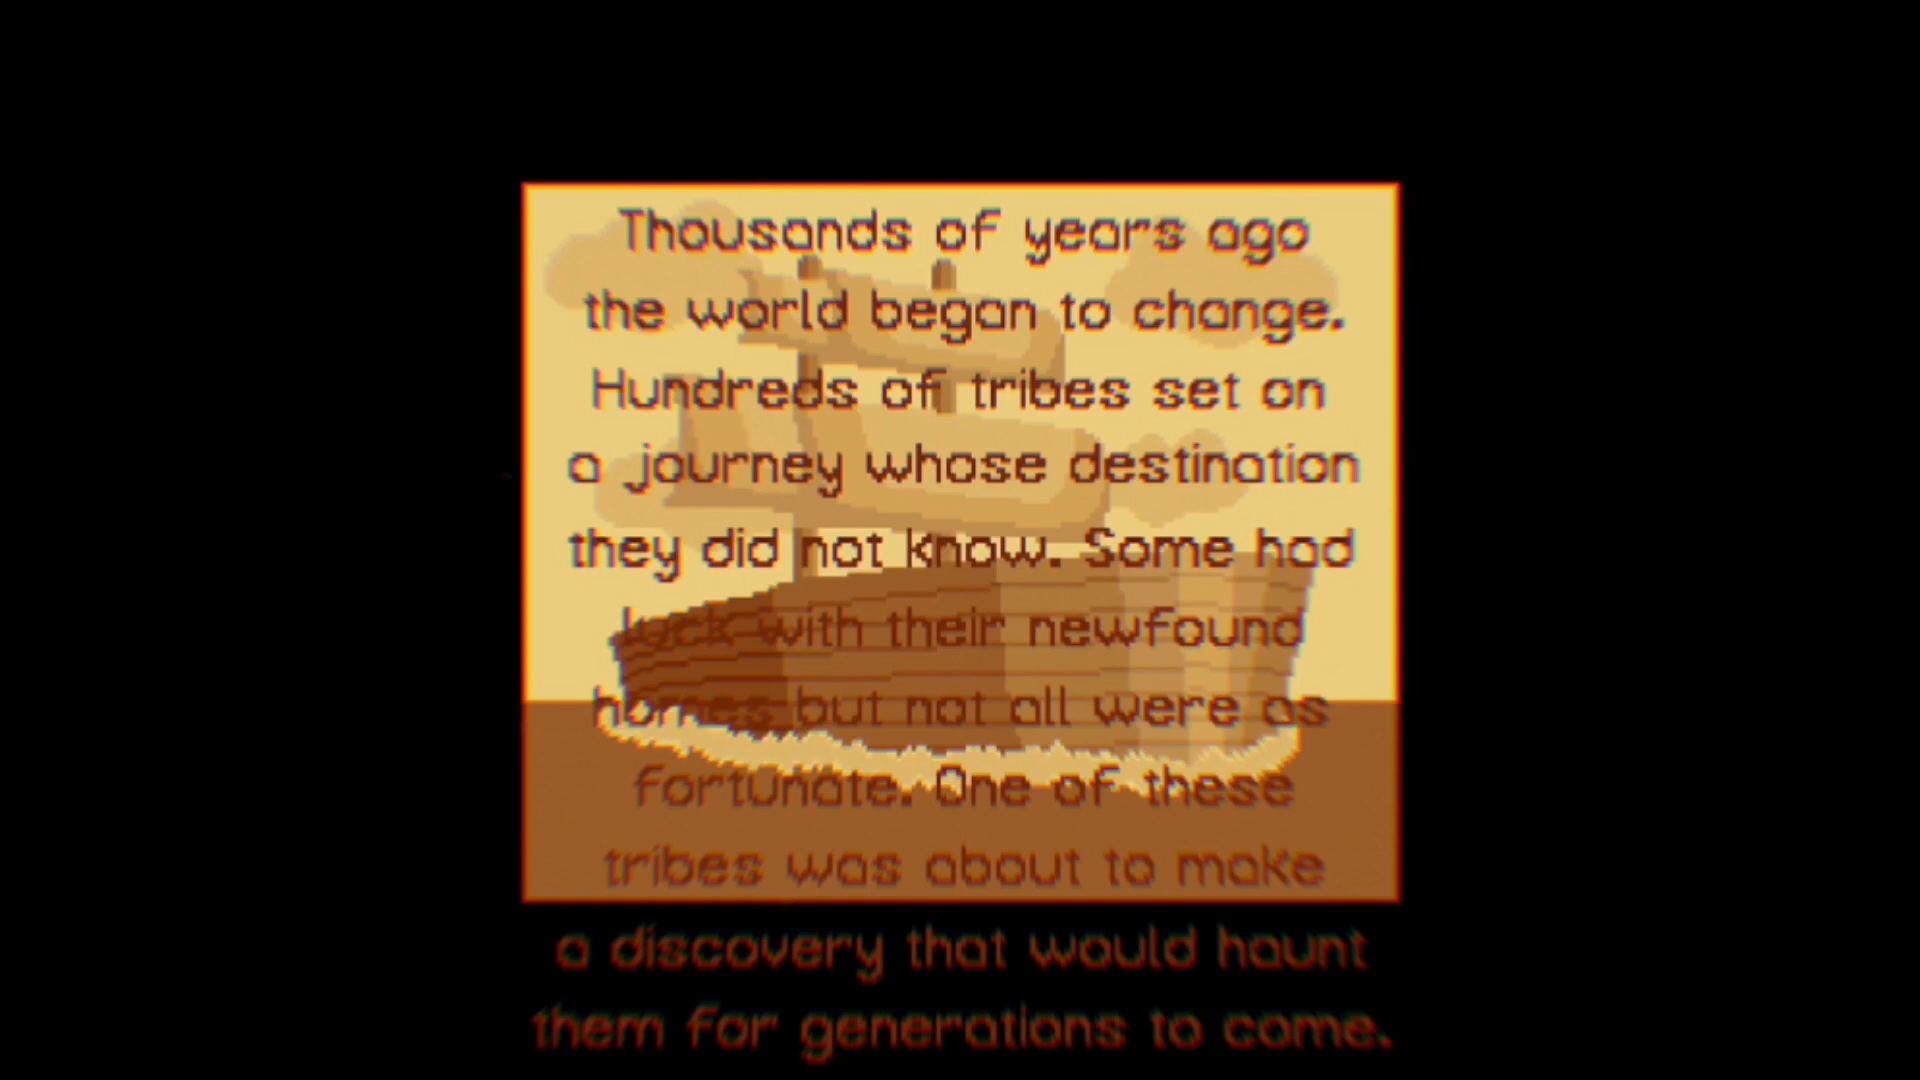 Thousands of years ago
the world began to change.
Hundreds of tribes set on
a journey whose destination
they did not know. Some had
luck with their newfound
homes but not all were as
fortunate. One of these
tribes was about to make
a discovery that would haunt
them for generations to come.